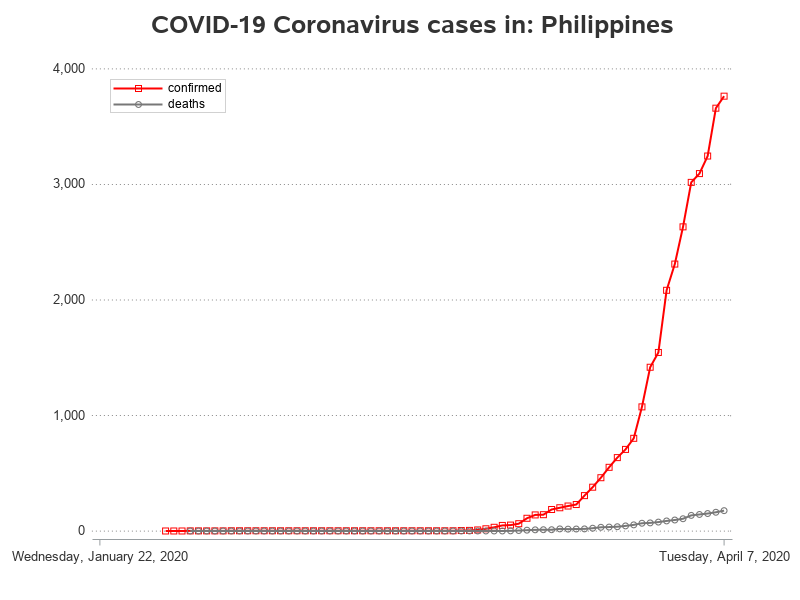 COVID-19 Coronavirus cases in: Philippines
4,000
confirmed
deaths
3,000
2,000
1,000
0
Wednesday, January 22, 2020
Tuesday, April 7, 2020